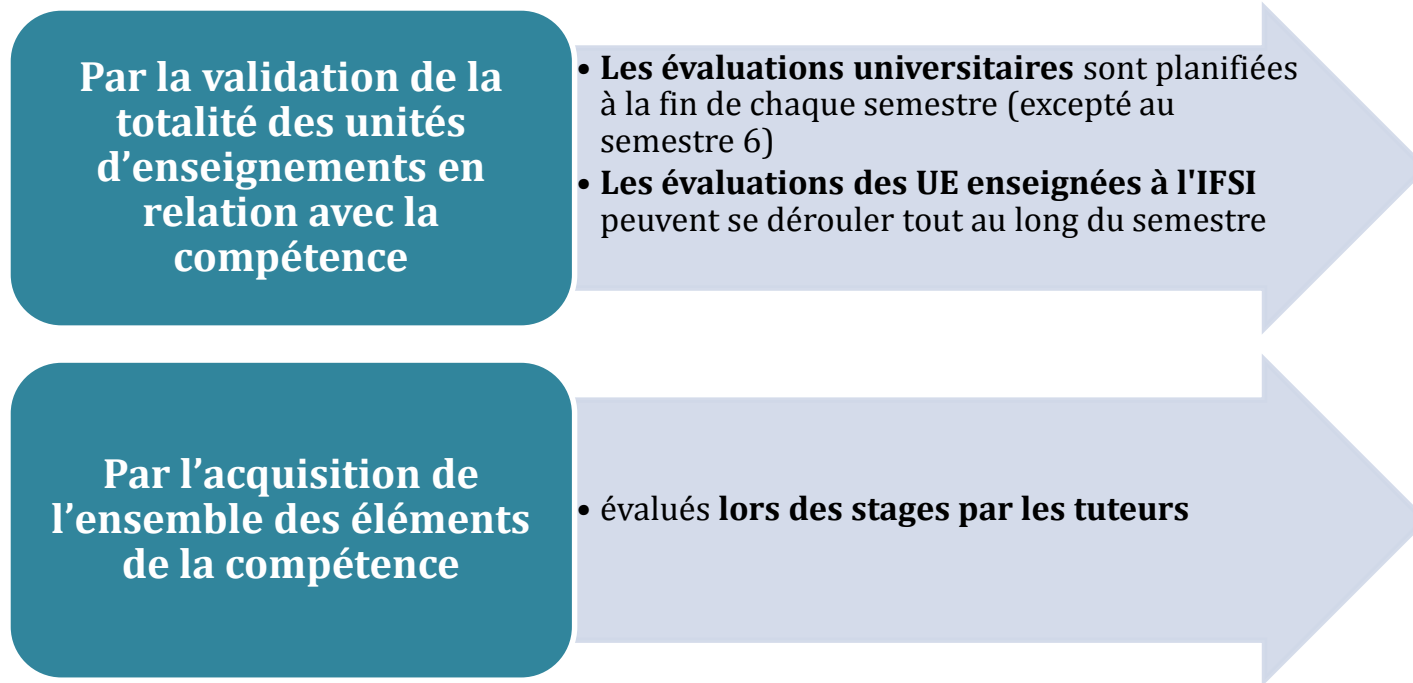 Par la validation de la
totalité des unités
d’enseignements en
relation avec la
compétence
• Les évaluations universitaires sont planifiées
à la fin de chaque semestre (excepté au
semestre 6)
• Les évaluations des UE enseignées à l'IFSI
peuvent se dérouler tout au long du semestre
Par l’acquisition de
l’ensemble des éléments
de la compétence
• évalués lors des stages par les tuteurs